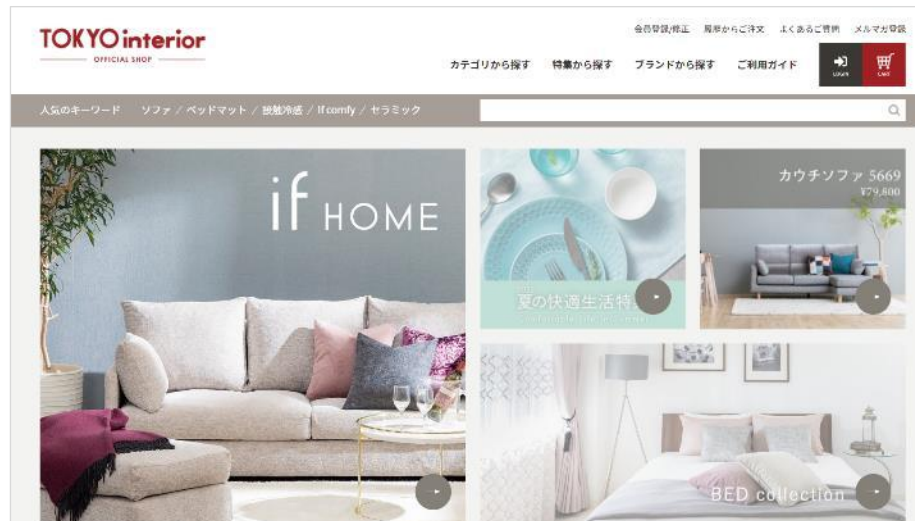 TOKYO interior
OFFICIAL SHOP
会員登録/修正 履歴からご注文 よくあるご質問 メルマガ登録
カテゴリから探す 特集から探す ブランドから探す ご利用ガイド
LOGIN
CART
人気のキーワード ソファ / ベッドマット / 接触冷感 / If comfy / セラミック
if HOME
夏の快適生活特
カウチソファ 5669
¥79,800
BED collection